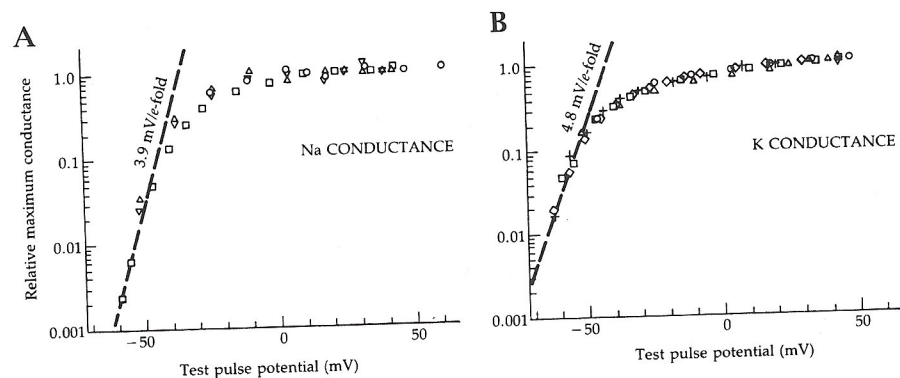 A
Relative maximum conductance
1.0
0.1
0.01
0.001
3.9 mV/e-fold
Na CONDUCTANCE
−50
0
50
Test pulse potential (mV)
B
1.0
0.1
0.01
0.001
4.8 mV/e-fold
K CONDUCTANCE
−50
0
50
Test pulse potential (mV)